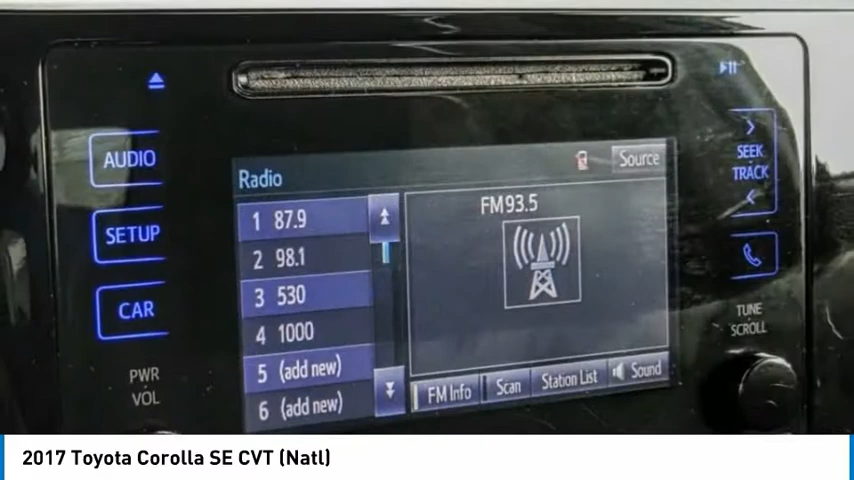 AUDIO
SETUP
CAR
PWR
VOL
Radio
Source
1 87.9
2 98.1
3 530
4 1000
5 (add new)
6 (add new)
FM 93.5
FM Info
Scan
Station List
Sound
SEEK
TRACK
TUNE
SCROLL
2017 Toyota Corolla SE CVT (Natl)